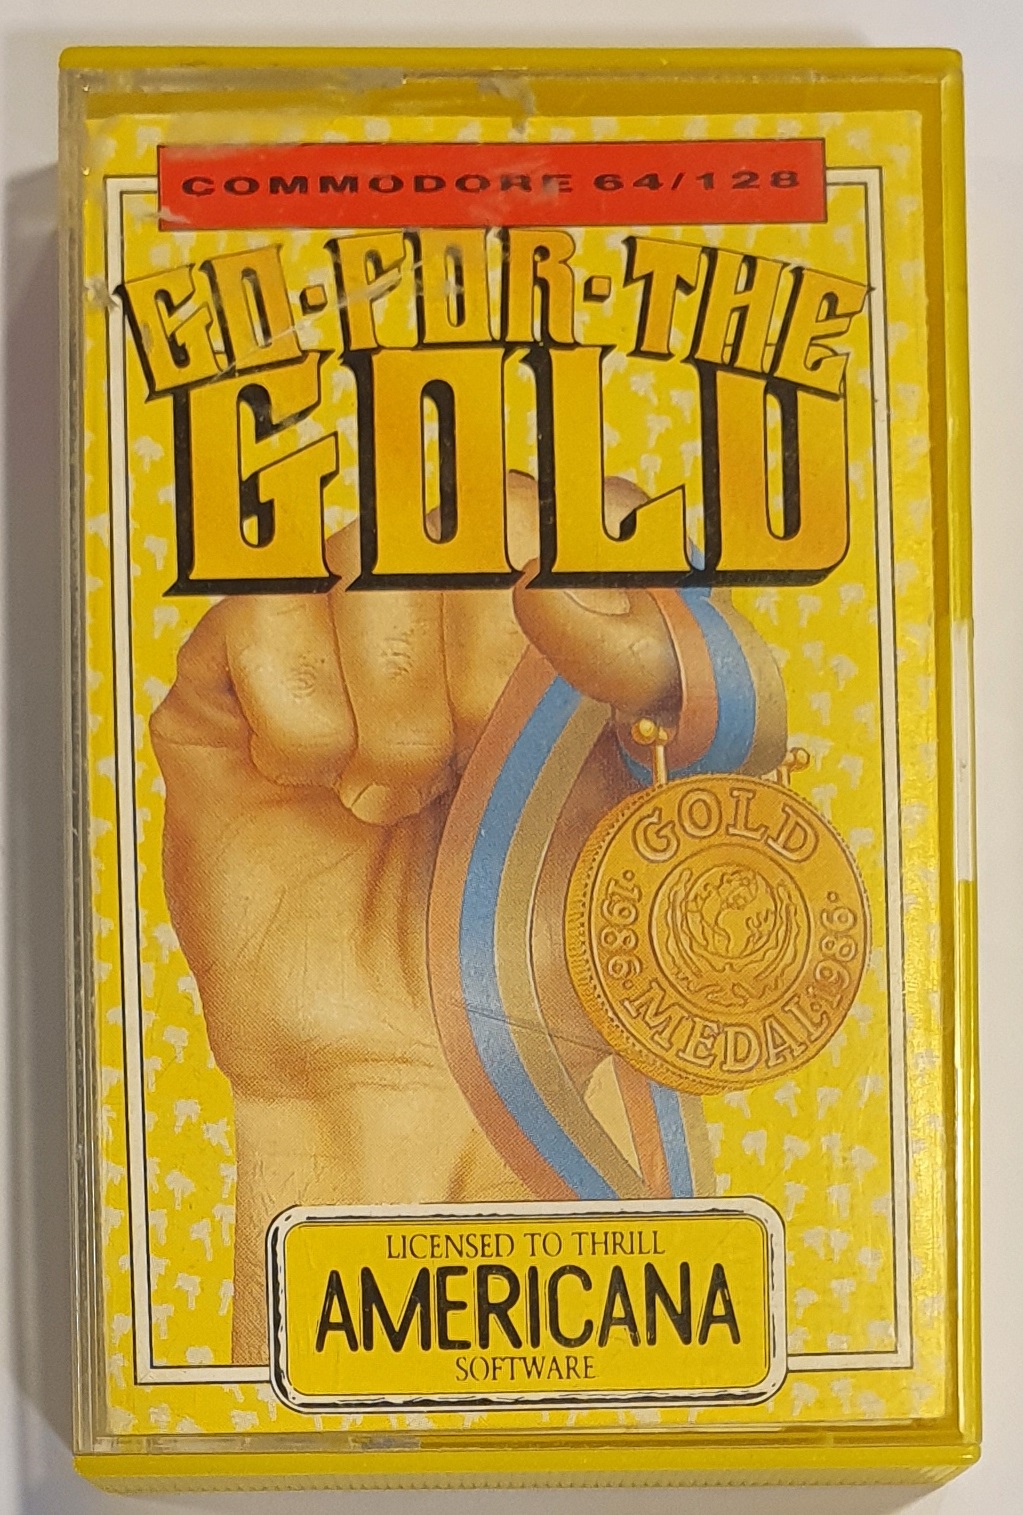 COMMODORE 64/128
GO·FOR·THE
GOLD
GOLD
·1986· MEDAL·1986·
LICENSED TO THRILL
AMERICANA
SOFTWARE